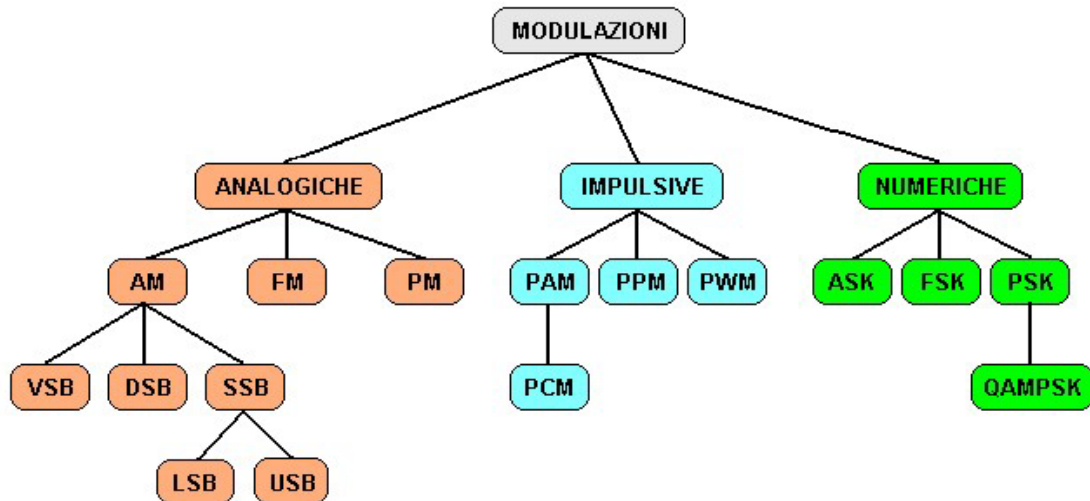 MODULAZIONI
ANALOGICHE IMPULSIVE NUMERICHE
AM FM PM PAM PPM PWM ASK FSK PSK
VSB DSB SSB PCM QAMPSK
LSB USB